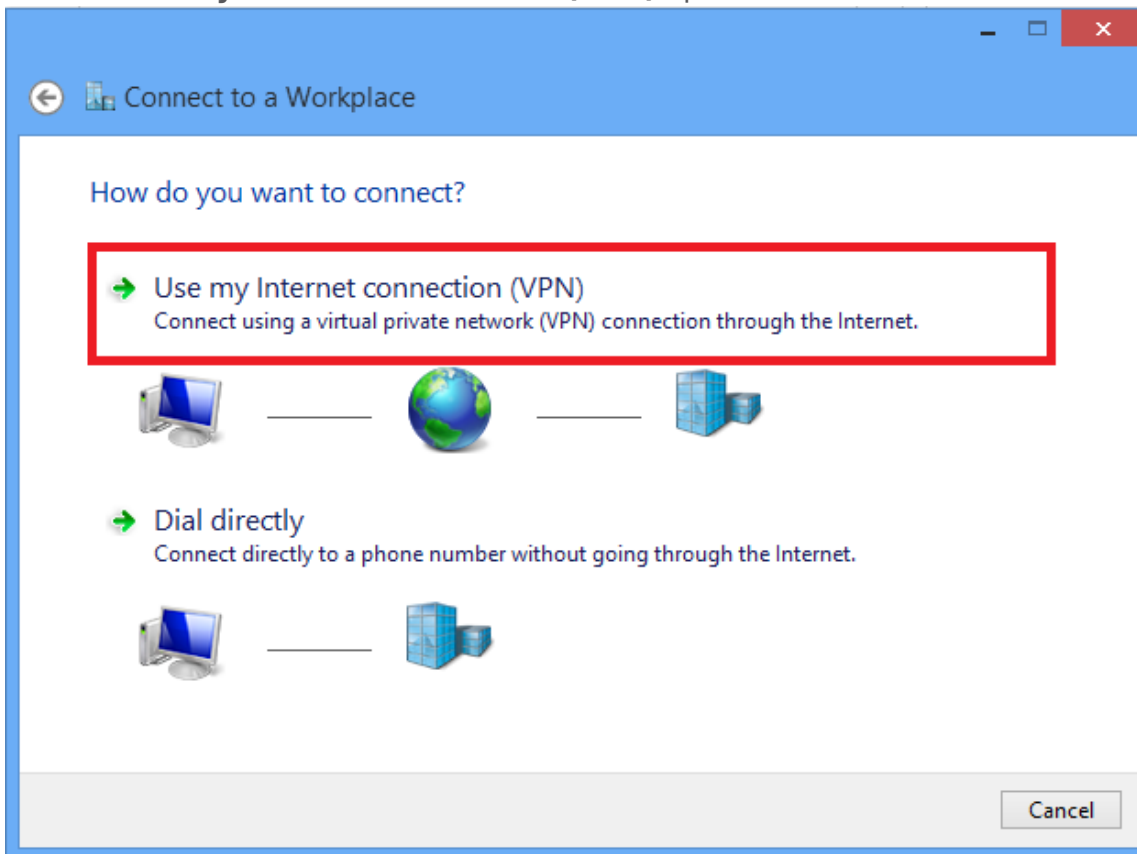 Connect to a Workplace
How do you want to connect?
Use my Internet connection (VPN)
Connect using a virtual private network (VPN) connection through the Internet.
Dial directly
Connect directly to a phone number without going through the Internet.
Cancel